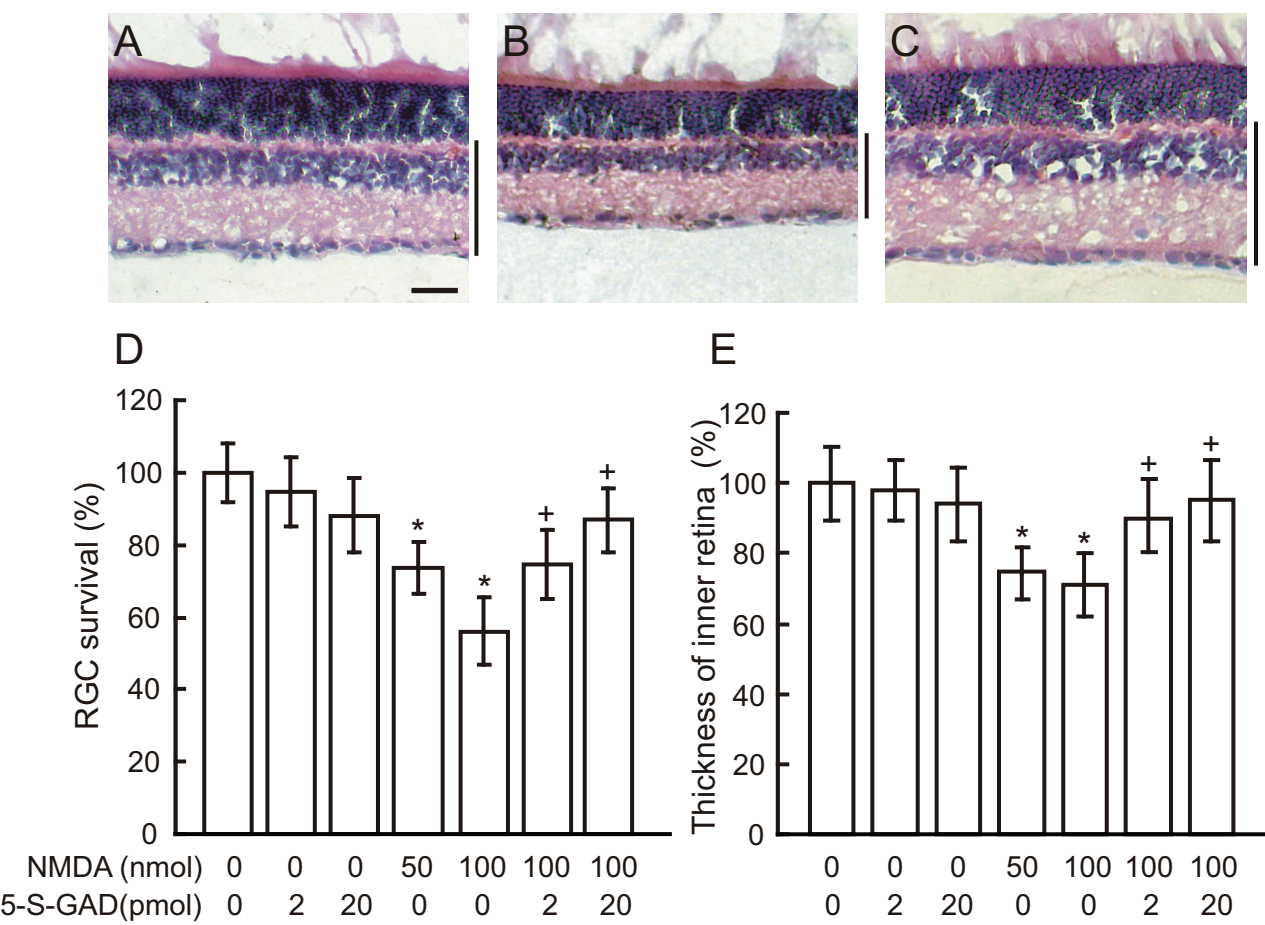 A
B
C
D
E
RGC survival (%)
120
100
80
60
40
20
0
*
*
+
+
Thickness of inner retina (%)
120
100
80
60
40
20
0
*
*
+
+
NMDA (nmol) 0 0 0 50 100 100 100
5-S-GAD(pmol) 0 2 20 0 0 2 20
0 0 0 50 100 100 100
0 2 20 0 0 2 20